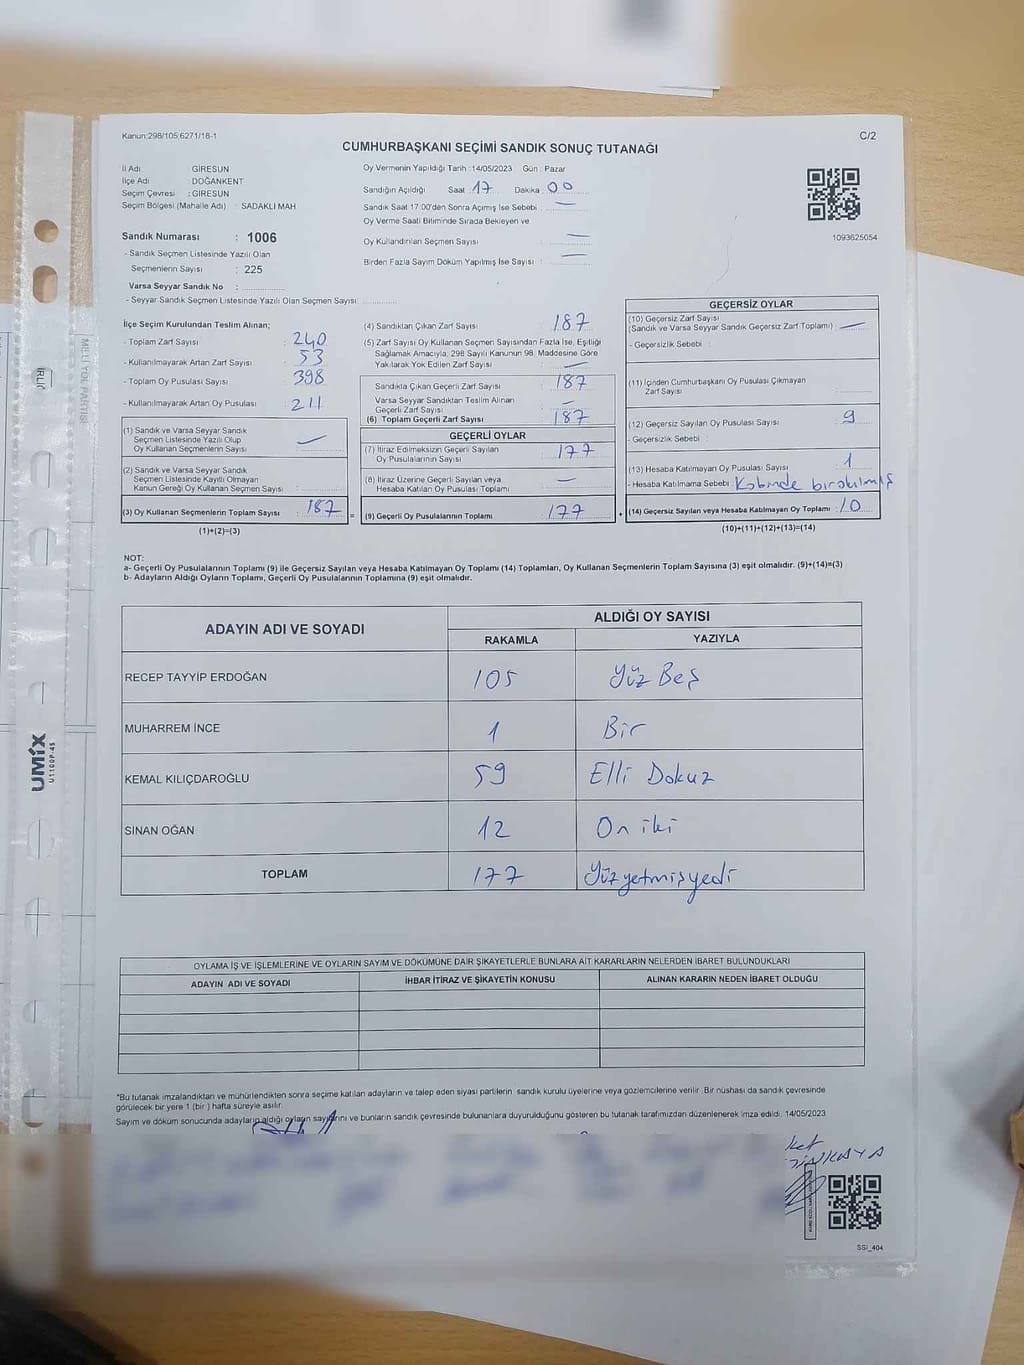 Kanun:298/105;6271/18-1
C/2
CUMHURBAŞKANI SEÇİMİ SANDIK SONUÇ TUTANAĞI
İl Adı GİRESUN
İlçe Adı DOĞANKENT
Seçim Çevresi : GİRESUN
Seçim Bölgesi (Mahalle Adı) : SADAKLI MAH
Sandık Numarası : 1006
- Sandık Seçmen Listesinde Yazılı Olan
Seçmenlerin Sayısı : 225
Varsa Seyyar Sandık No :
- Seyyar Sandık Seçmen Listesinde Yazılı Olan Seçmen Sayısı:
Oy Vermenin Yapıldığı Tarih :14/05/2023 Gün : Pazar
Sandığın Açıldığı Saat :17 Dakika :00
Sandık Saat 17:00'den Sonra Açımış İse Sebebi : —
Oy Verme Saati Bitiminde Sırada Bekleyen ve
Oy Kullandırılan Seçmen Sayısı : —
Birden Fazla Sayım Döküm Yapılmış İse Sayısı : —
1093625054
İlçe Seçim Kurulundan Teslim Alınan;
- Toplam Zarf Sayısı : 240
- Kullanılmayarak Artan Zarf Sayısı : 53
- Toplam Oy Pusulası Sayısı : 398
- Kullanılmayarak Artan Oy Pusulası : 211
(1) Sandık ve Varsa Seyyar Sandık
Seçmen Listesinde Yazılı Olup
Oy Kullanan Seçmenlerin Sayısı : —
(2) Sandık ve Varsa Seyyar Sandık
Seçmen Listesinde Kayıtlı Olmayan
Kanun Gereği Oy Kullanan Seçmen Sayısı :
(3) Oy Kullanan Seçmenlerin Toplam Sayısı : 187
(1)+(2)=(3)
(4) Sandıktan Çıkan Zarf Sayısı : 187
(5) Zarf Sayısı Oy Kullanan Seçmen Sayısından Fazla İse, Eşitliği
Sağlamak Amacıyla; 298 Sayılı Kanunun 98. Maddesine Göre
Yakılarak Yok Edilen Zarf Sayısı : —
Sandıkta Çıkan Geçerli Zarf Sayısı : 187
Varsa Seyyar Sandıktan Teslim Alınan
Geçerli Zarf Sayısı : —
(6) Toplam Geçerli Zarf Sayısı : 187
GEÇERLİ OYLAR
(7) İtiraz Edilmeksizin Geçerli Sayılan
Oy Pusulalarının Sayısı : 177
(8) İtiraz Üzerine Geçerli Sayılan veya
Hesaba Katılan Oy Pusulası Toplamı : —
(9) Geçerli Oy Pusulalarının Toplamı : 177
GEÇERSİZ OYLAR
(10) Geçersiz Zarf Sayısı
(Sandık ve Varsa Seyyar Sandık Geçersiz Zarf Toplamı) : —
- Geçersizlik Sebebi :
(11) İçinden Cumhurbaşkanı Oy Pusulası Çıkmayan
Zarf Sayısı
(12) Geçersiz Sayılan Oy Pusulası Sayısı : 9
- Geçersizlik Sebebi :
(13) Hesaba Katılmayan Oy Pusulası Sayısı : 1
- Hesaba Katılmama Sebebi : Kabinde bırakılmış
(14) Geçersiz Sayılan veya Hesaba Katılmayan Oy Toplamı : 10
(10)+(11)+(12)+(13)=(14)
NOT:
a- Geçerli Oy Pusulalarının Toplamı (9) ile Geçersiz Sayılan veya Hesaba Katılmayan Oy Toplamı (14) Toplamları, Oy Kullanan Seçmenlerin Toplam Sayısına (3) eşit olmalıdır. (9)+(14)=(3)
b- Adayların Aldığı Oyların Toplamı, Geçerli Oy Pusulalarının Toplamına (9) eşit olmalıdır.
ADAYIN ADI VE SOYADI ALDIĞI OY SAYISI
RAKAMLA YAZIYLA
RECEP TAYYİP ERDOĞAN 105 Yüz Beş
MUHARREM İNCE 1 Bir
KEMAL KILIÇDAROĞLU 59 Elli Dokuz
SİNAN OĞAN 12 On iki
TOPLAM 177 Yüzyetmişyedi
OYLAMA İŞ VE İŞLEMLERİNE VE OYLARIN SAYIM VE DÖKÜMÜNE DAİR ŞİKAYETLERLE BUNLARA AİT KARARLARIN NELERDEN İBARET BULUNDUKLARI
ADAYIN ADI VE SOYADI İHBAR İTİRAZ VE ŞİKAYETİN KONUSU ALINAN KARARIN NEDEN İBARET OLDUĞU
*Bu tutanak imzalandıktan ve mühürlendikten sonra seçime katılan adayların ve talep eden siyasi partilerin sandık kurulu üyelerine veya gözlemcilerine verilir. Bir nüshası da sandık çevresinde
görülecek bir yere 1 (bir ) hafta süreyle asılır.
Sayım ve döküm sonucunda adayların aldığı oyların sayılarını ve bunların sandık çevresinde bulunanlara duyurulduğunu gösteren bu tutanak tarafımızdan düzenlenerek imza edildi. 14/05/2023
SSI_404
UMİX
U1100P-45
MİLLİ YOL PARTİSİ